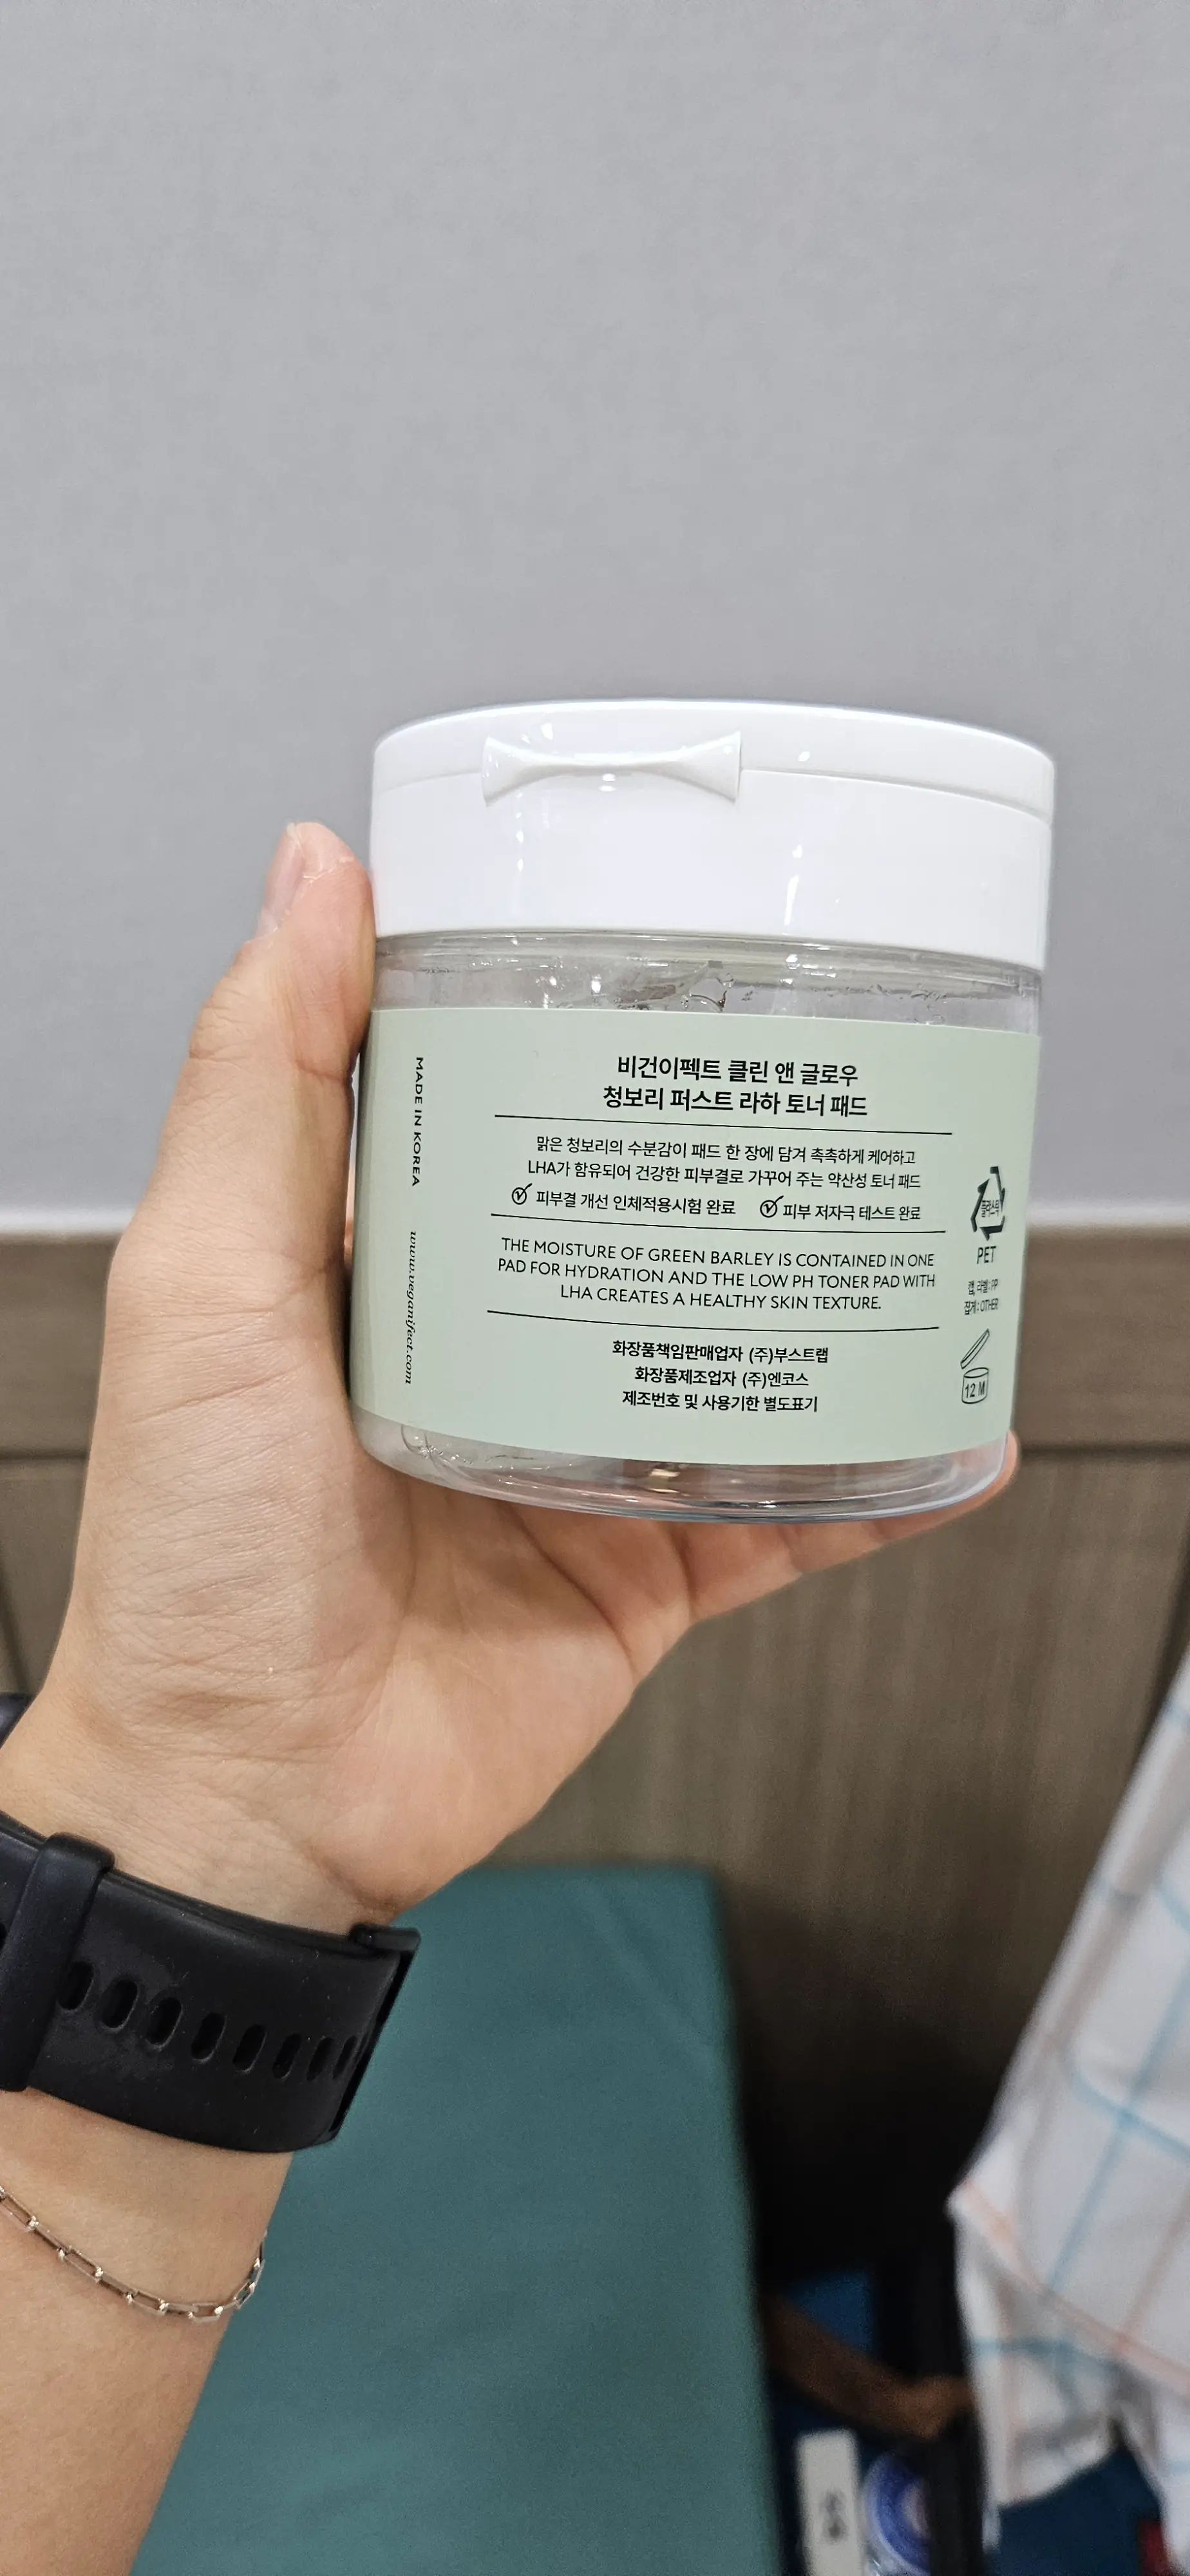 비건이펙트 클린 앤 글로우
청보리 퍼스트 라하 토너 패드
맑은 청보리의 수분감이 패드 한 장에 담겨 촉촉하게 케어하고
LHA가 함유되어 건강한 피부결로 가꾸어 주는 약산성 토너 패드
피부결 개선 인체적용시험 완료 피부 저자극 테스트 완료
THE MOISTURE OF GREEN BARLEY IS CONTAINED IN ONE
PAD FOR HYDRATION AND THE LOW PH TONER PAD WITH
LHA CREATES A HEALTHY SKIN TEXTURE.
화장품책임판매업자 (주)부스트랩
화장품제조업자 (주)엔코스
제조번호 및 사용기한 별도표기
MADE IN KOREA
www.veganifect.com
플라스틱
PET
캡, 라벨 : PP
집게 : OTHER
12 M